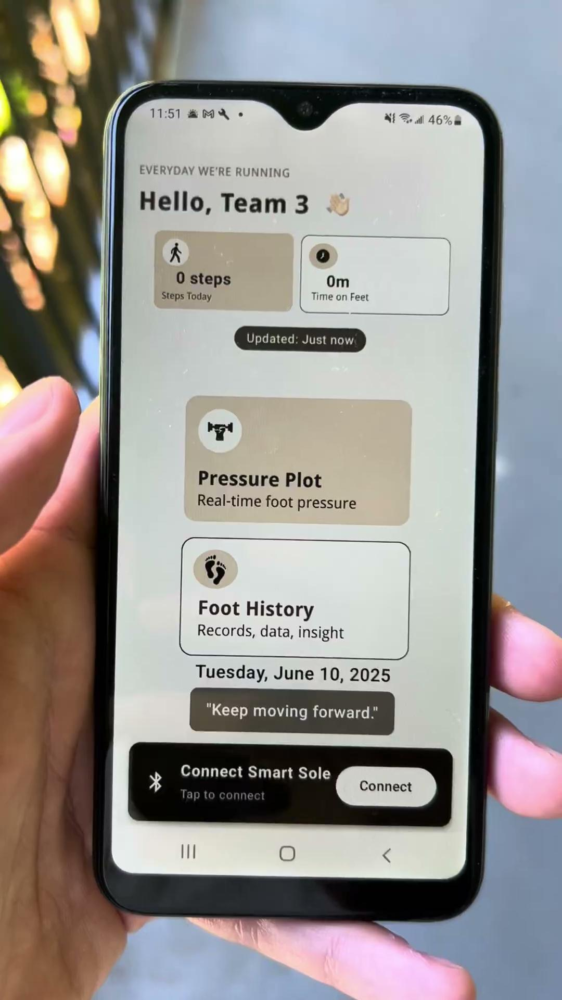 11:51
46%
EVERYDAY WE'RE RUNNING
Hello, Team 3 👋🏻
0 steps
Steps Today
0m
Time on Feet
Updated: Just now
Pressure Plot
Real-time foot pressure
Foot History
Records, data, insight
Tuesday, June 10, 2025
"Keep moving forward."
Connect Smart Sole
Tap to connect
Connect